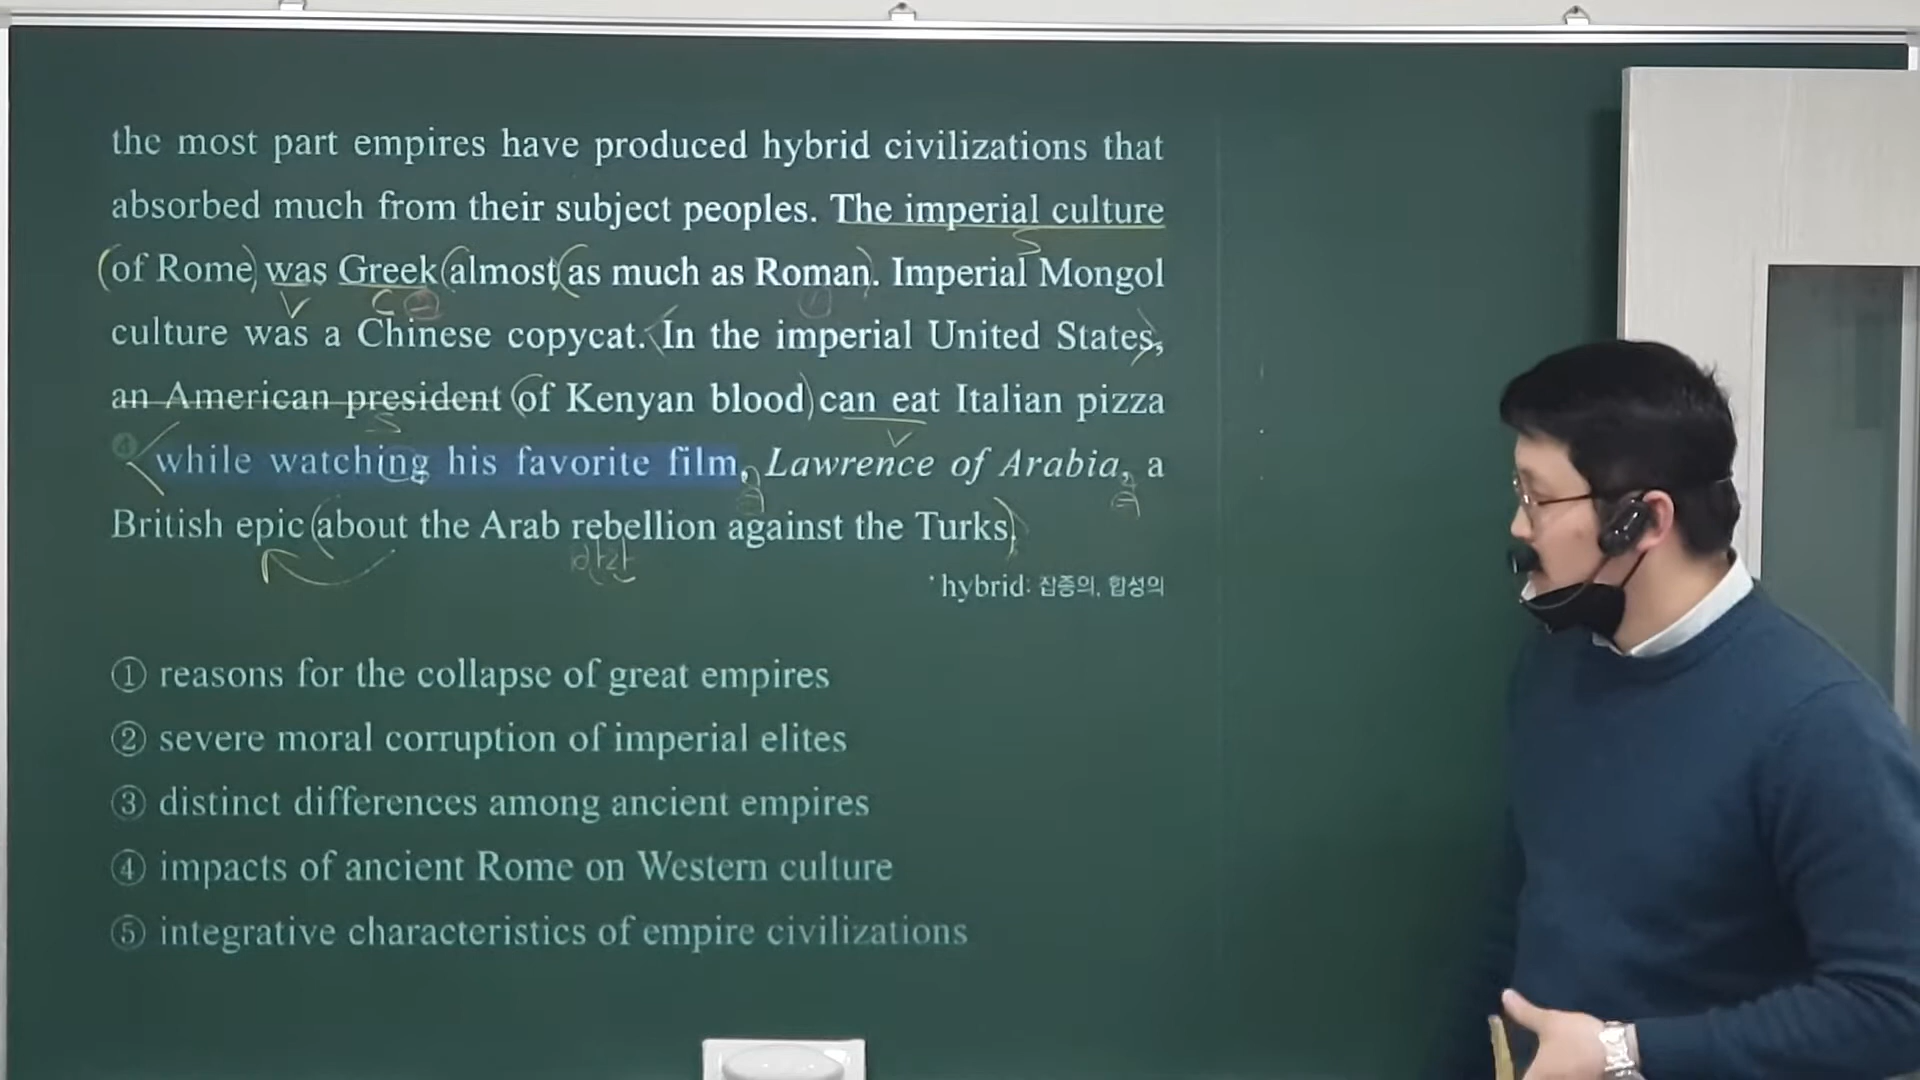 the most part empires have produced hybrid civilizations that
absorbed much from their subject peoples. The imperial culture
(of Rome) was Greek (almost (as much as Roman). Imperial Mongol
culture was a Chinese copycat. <In the imperial United States>,
an American president (of Kenyan blood) can eat Italian pizza
④ <while watching his favorite film, Lawrence of Arabia, a
British epic (about the Arab rebellion against the Turks).
반란
*hybrid: 잡종의, 합성의
① reasons for the collapse of great empires
② severe moral corruption of imperial elites
③ distinct differences among ancient empires
④ impacts of ancient Rome on Western culture
⑤ integrative characteristics of empire civilizations